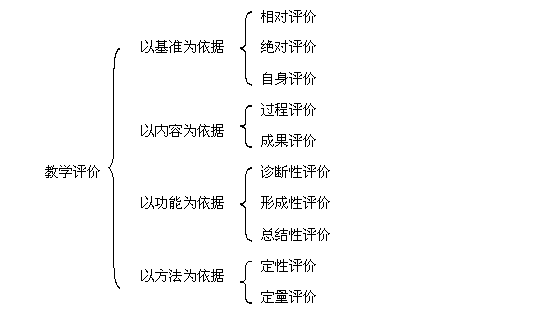 教学评价
以基准为依据
相对评价
绝对评价
自身评价
以内容为依据
过程评价
成果评价
以功能为依据
诊断性评价
形成性评价
总结性评价
以方法为依据
定性评价
定量评价